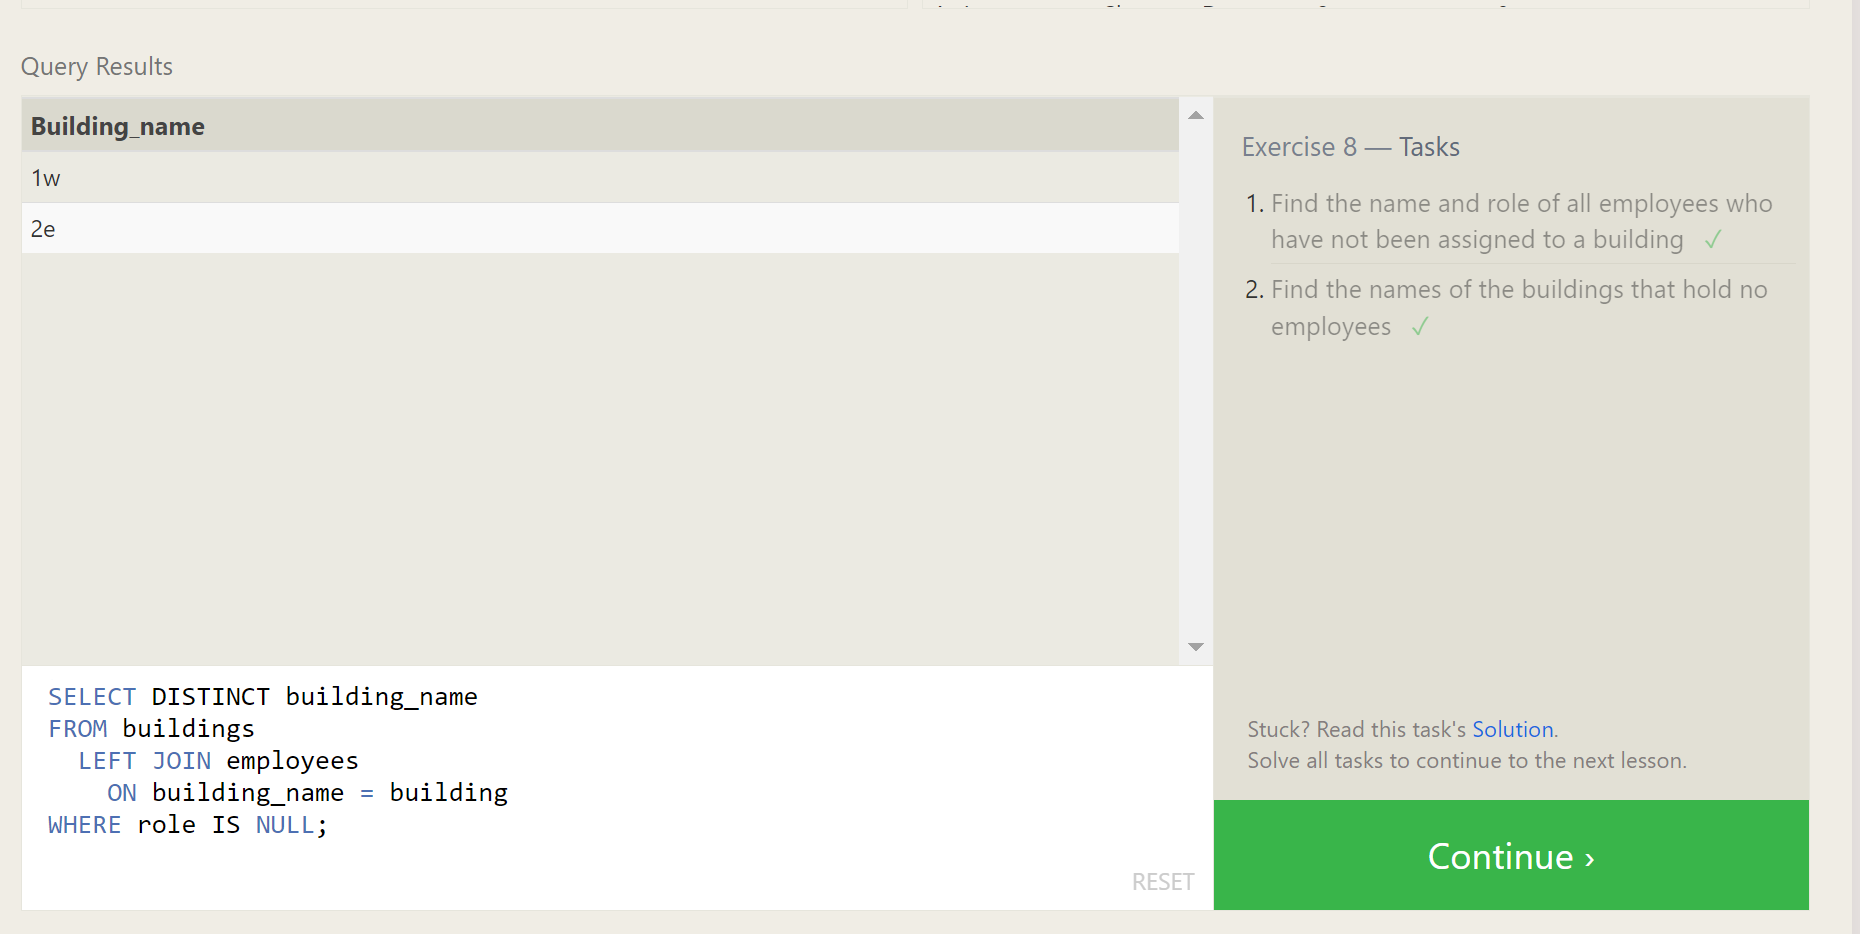 Query Results
Building_name
1w
2e
Exercise 8 — Tasks
1. Find the name and role of all employees who
have not been assigned to a building ✓
2. Find the names of the buildings that hold no
employees ✓
SELECT DISTINCT building_name
FROM buildings
  LEFT JOIN employees
    ON building_name = building
WHERE role IS NULL;
RESET
Stuck? Read this task's Solution.
Solve all tasks to continue to the next lesson.
Continue ›